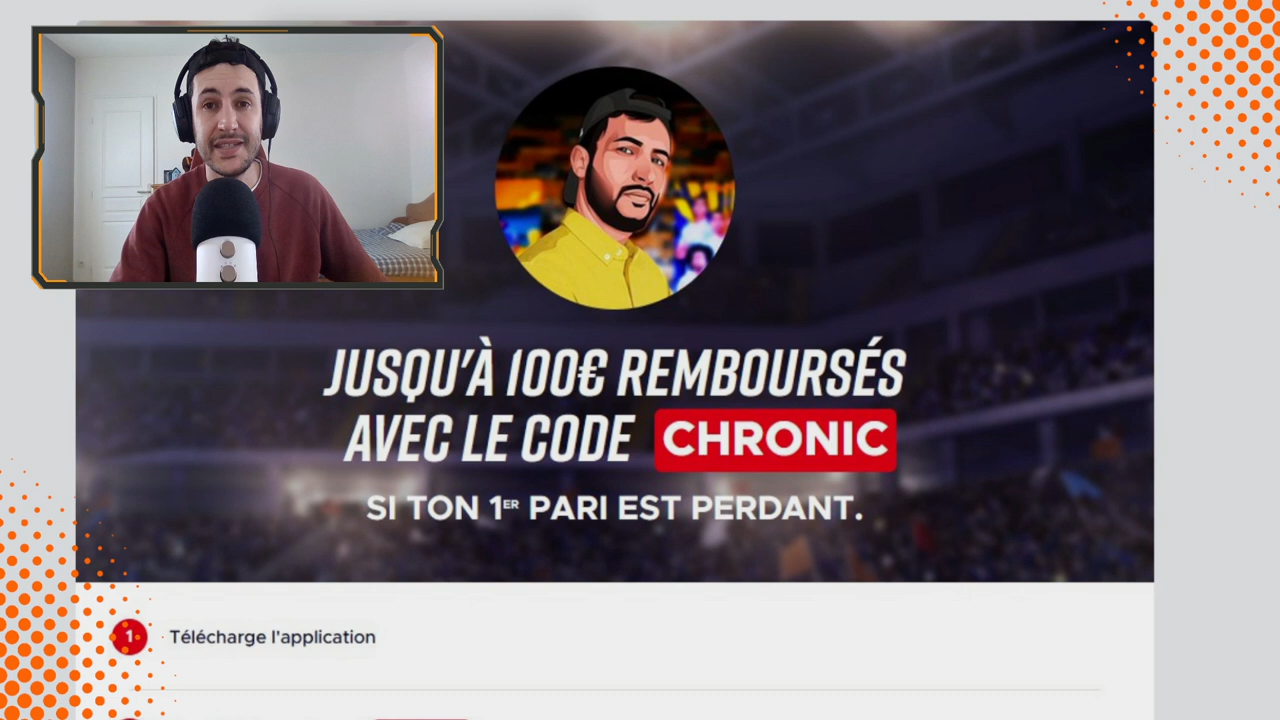 JUSQU'À 100€ REMBOURSÉS
AVEC LE CODE CHRONIC
SI TON 1ER PARI EST PERDANT.
1 Télécharge l'application